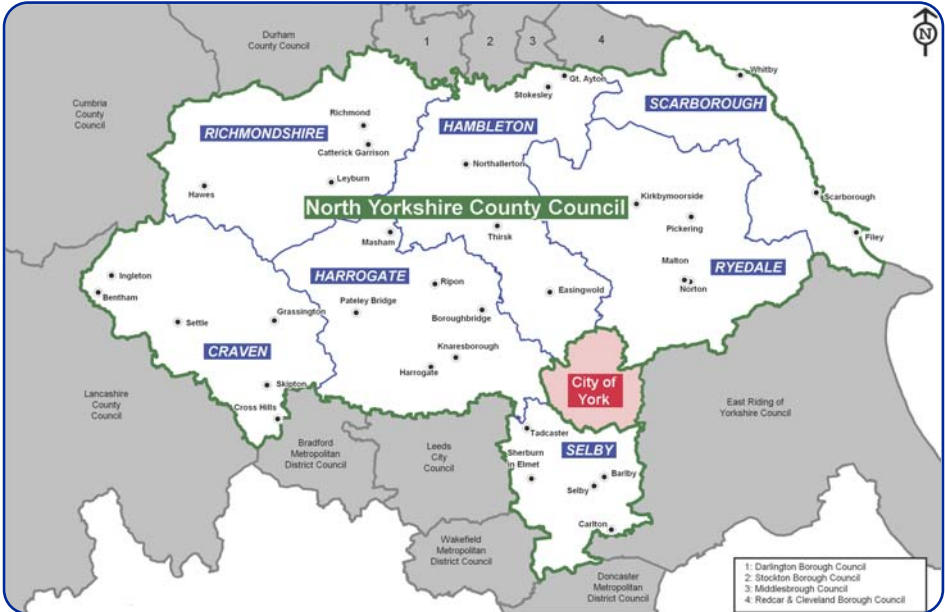 Durham
County Council
1
2
3
4
N
Cumbria
County
Council
Whitby
Gt. Ayton
Stokesley
SCARBOROUGH
Richmond
RICHMONDSHIRE
HAMBLETON
Catterick Garrison
Northallerton
Leyburn
Hawes
Scarborough
Kirkbymoorside
North Yorkshire County Council
Pickering
Masham
Thirsk
Filey
Malton
RYEDALE
Ingleton
HARROGATE
Ripon
Norton
Bentham
Easingwold
Pateley Bridge
Settle
Grassington
Boroughbridge
CRAVEN
Knaresborough
Harrogate
City of
York
Skipton
Lancashire
County
Council
Cross Hills
East Riding of
Yorkshire Council
Tadcaster
Bradford
Metropolitan
District Council
Leeds
City
Council
SELBY
Sherburn
in Elmet
Barlby
Selby
Carlton
Wakefield
Metropolitan
District Council
Doncaster
Metropolitan
District Council
1: Darlington Borough Council
2: Stockton Borough Council
3: Middlesbrough Council
4: Redcar & Cleveland Borough Council